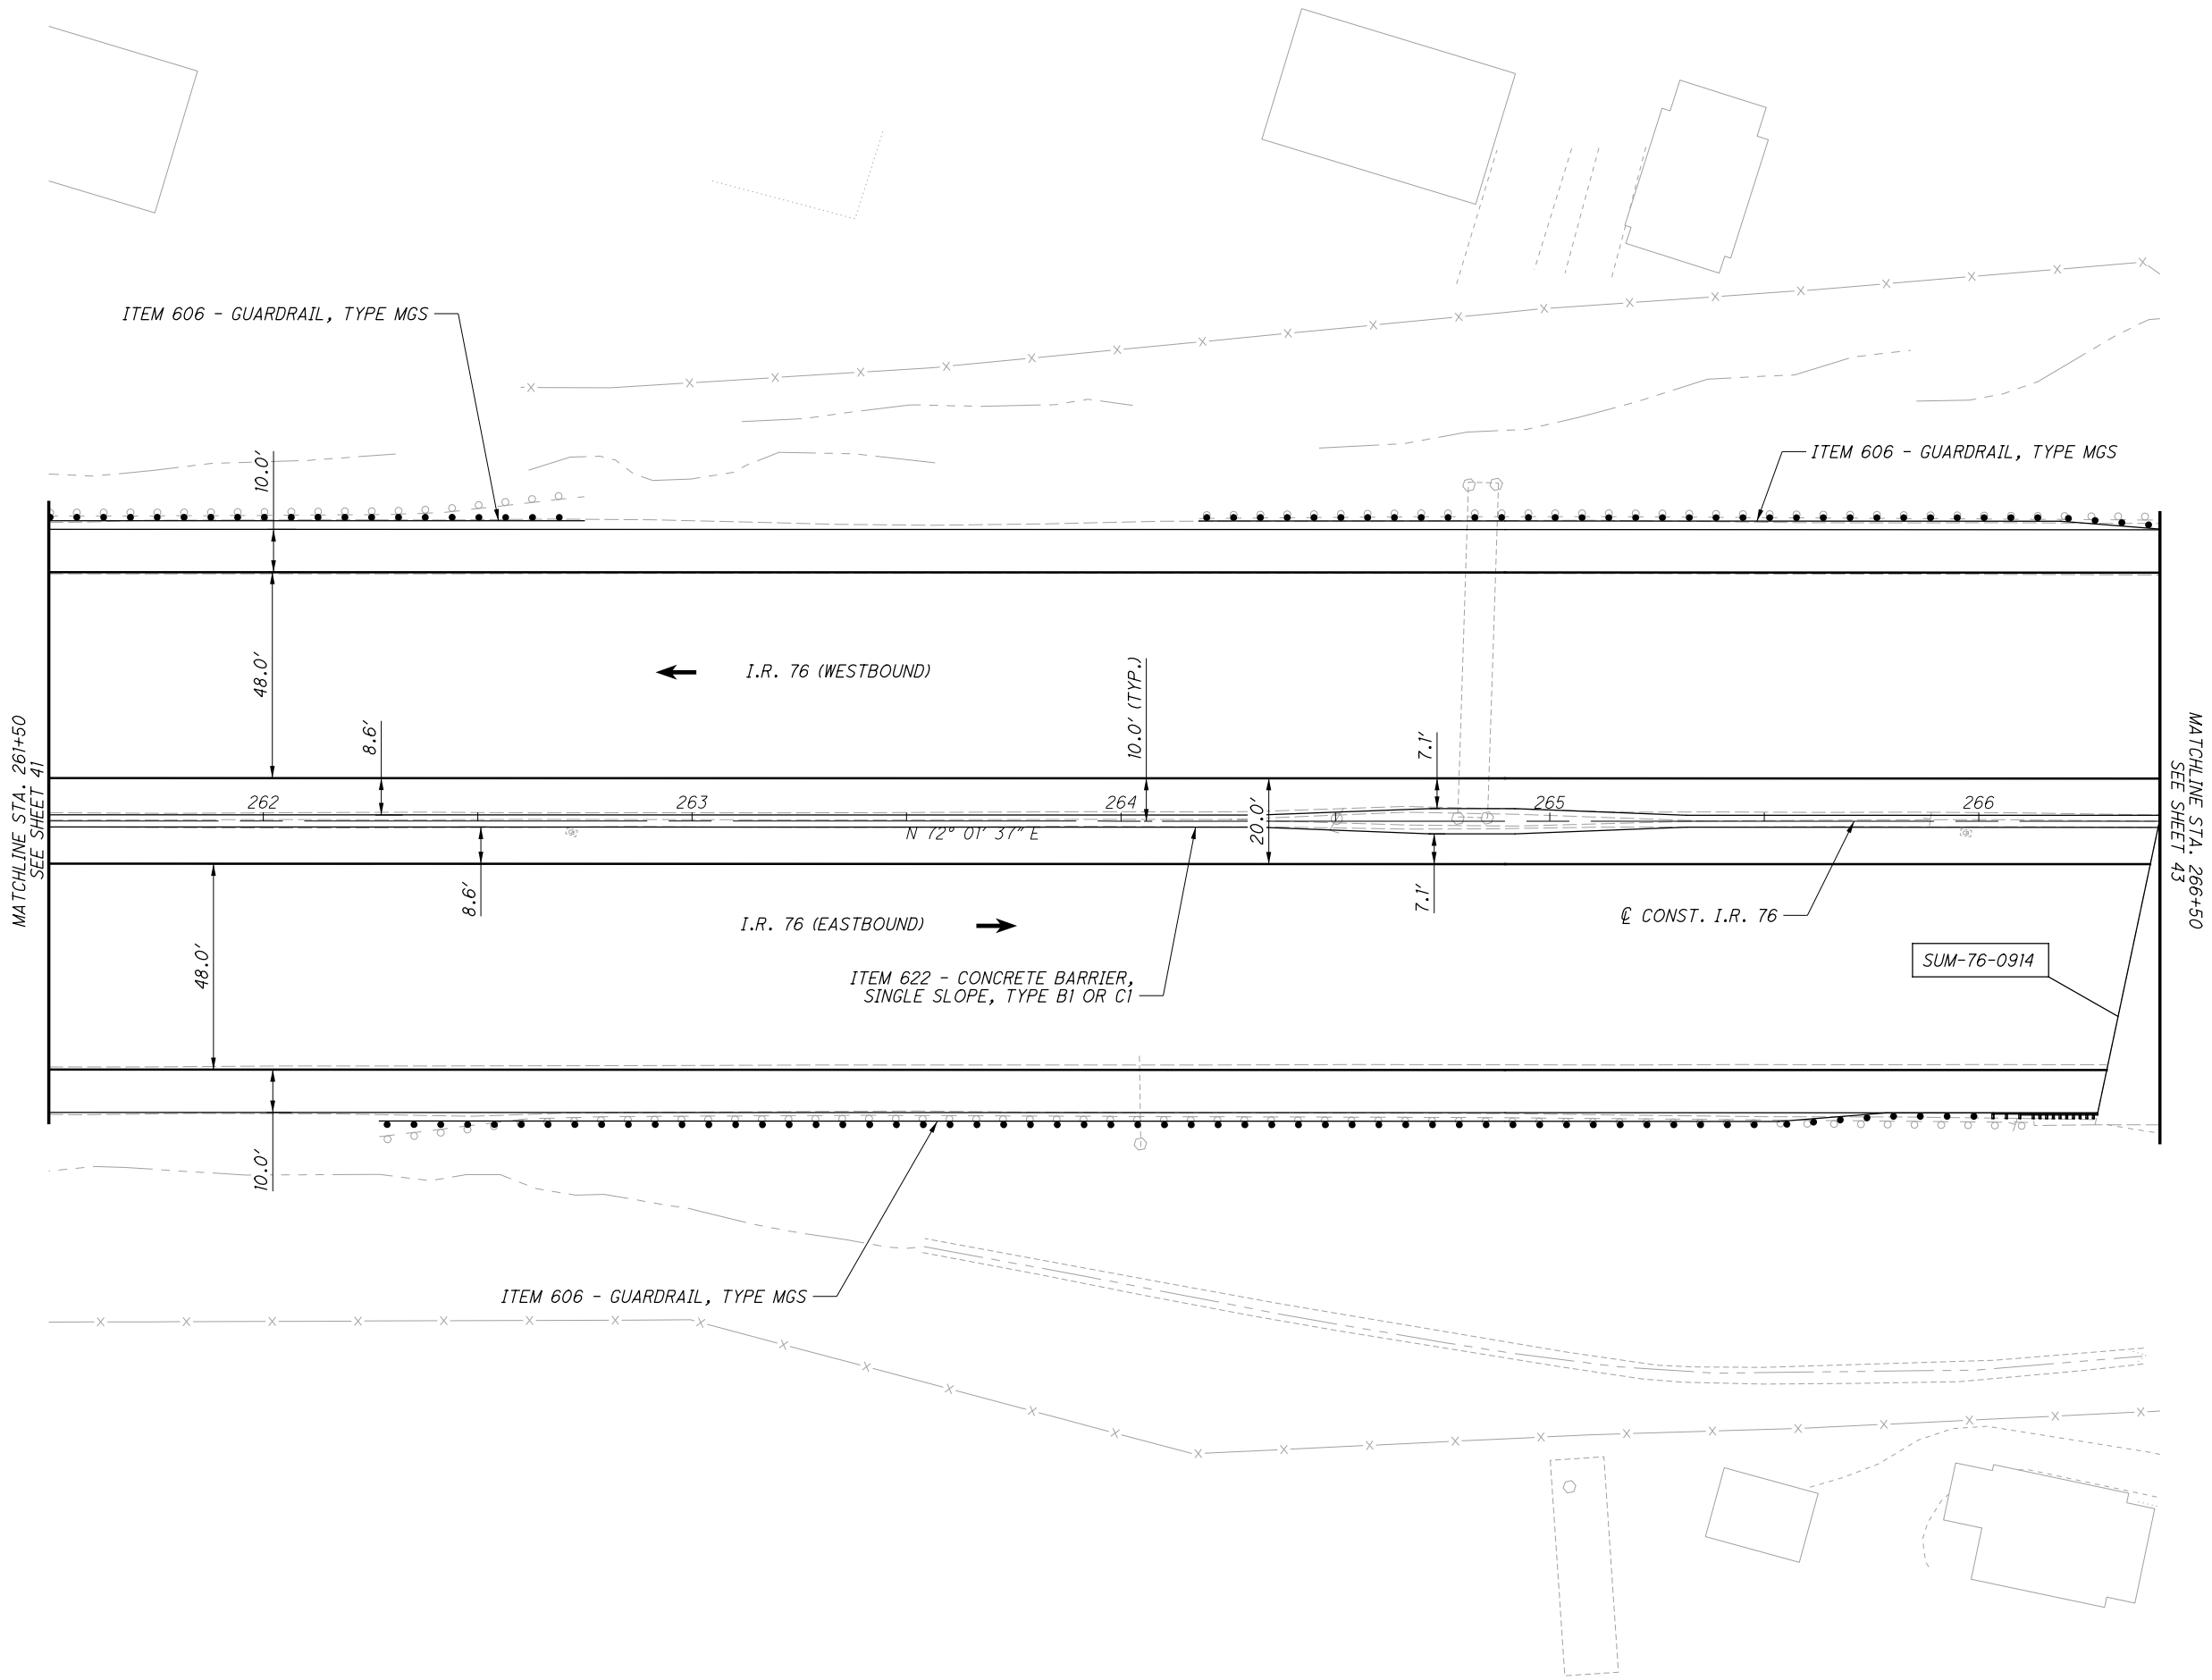 ITEM 606 - GUARDRAIL, TYPE MGS
ITEM 606 - GUARDRAIL, TYPE MGS
10.0'
48.0'
I.R. 76 (WESTBOUND)
10.0' (TYP.)
8.6'
7.1'
MATCHLINE STA. 261+50
SEE SHEET 41
MATCHLINE STA. 266+50
SEE SHEET 43
262
263
264
265
266
20.0'
N 72° 01' 37" E
8.6'
7.1'
℄ CONST. I.R. 76
I.R. 76 (EASTBOUND)
48.0'
SUM-76-0914
ITEM 622 - CONCRETE BARRIER,
SINGLE SLOPE, TYPE B1 OR C1
10.0'
ITEM 606 - GUARDRAIL, TYPE MGS